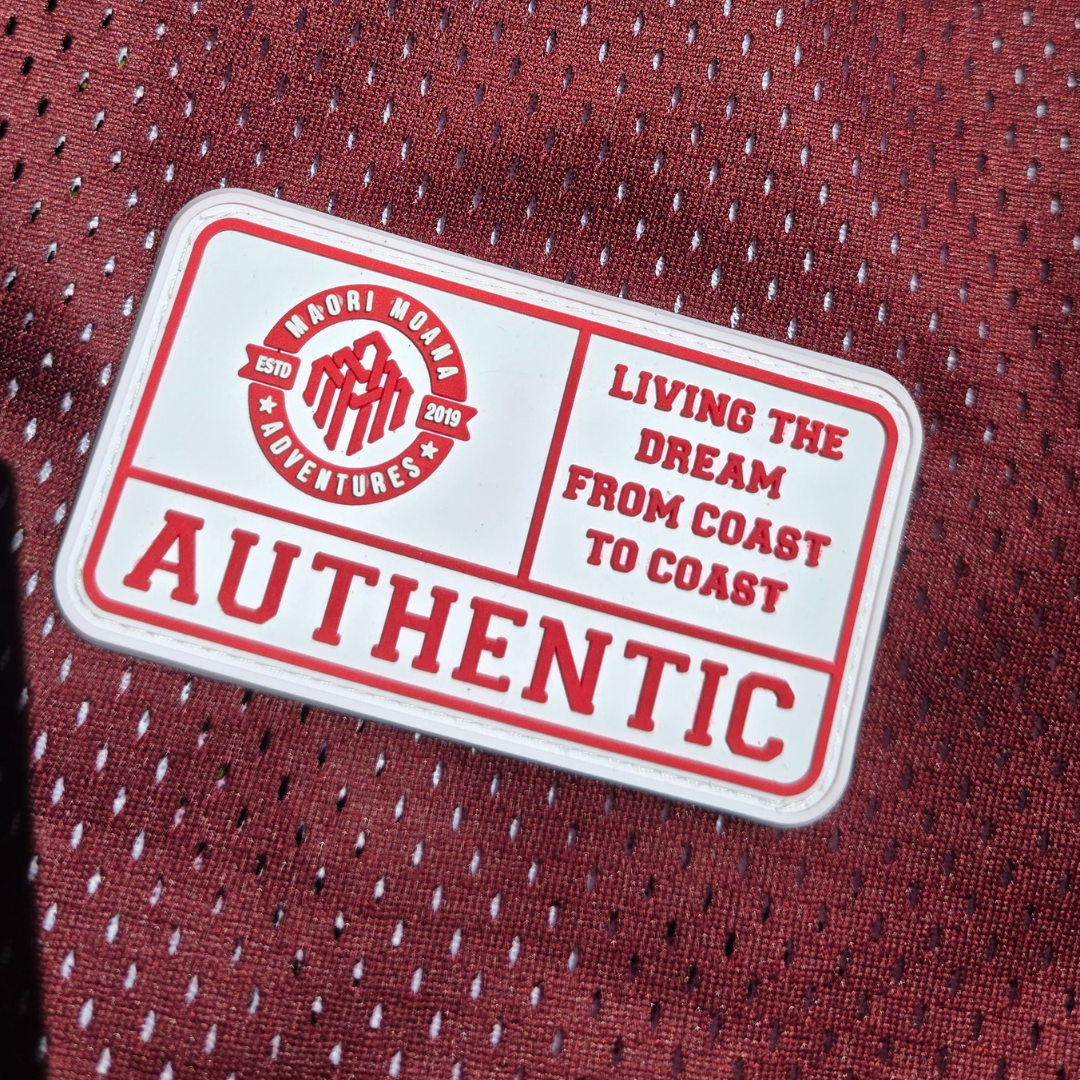 MAORI MOANA
ESTD
2019
ADVENTURES
LIVING THE
DREAM
FROM COAST
TO COAST
AUTHENTIC